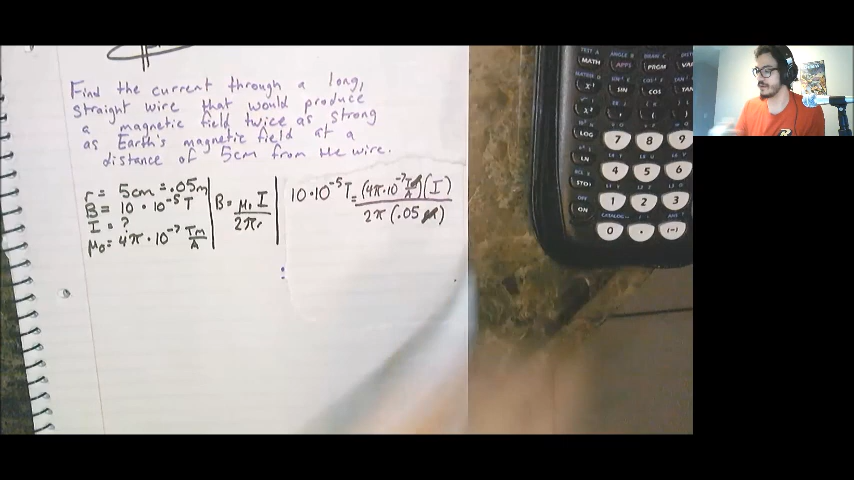 Find the current through a long,
straight wire that would produce
a magnetic field twice as strong
as Earth's magnetic field at a
distance of 5cm from the wire.
r = 5cm = .05m
B = 10 · 10⁻⁵ T
I = ?
μ₀ = 4π · 10⁻⁷ Tm/A
B = μ₀ I / 2πr
10 · 10⁻⁵ T = (4π · 10⁻⁷ Tm/A)(I) / 2π (.05 m)
MATH APPS PRGM
x⁻¹ SIN COS TAN
x² , ( )
LOG 7 8 9
LN 4 5 6
STO 1 2 3
ON 0 . (-)